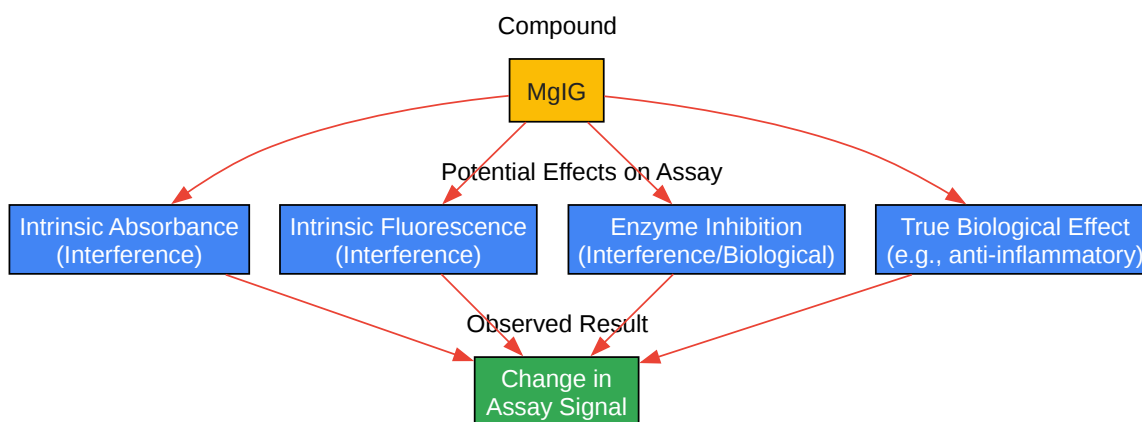 Compound
MgIG
Potential Effects on Assay
Intrinsic Absorbance
(Interference)
Intrinsic Fluorescence
(Interference)
Enzyme Inhibition
(Interference/Biological)
True Biological Effect
(e.g., anti-inflammatory)
Observed Result
Change in
Assay Signal